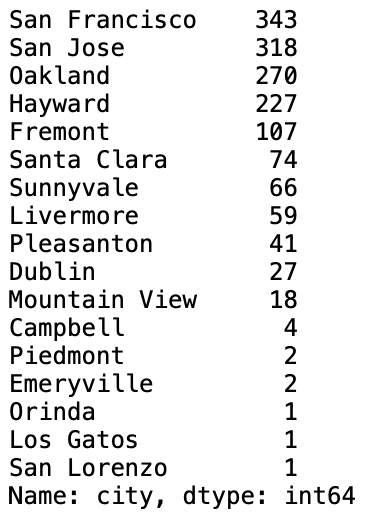 San Francisco    343
San Jose         318
Oakland          270
Hayward          227
Fremont          107
Santa Clara       74
Sunnyvale         66
Livermore         59
Pleasanton        41
Dublin            27
Mountain View     18
Campbell           4
Piedmont           2
Emeryville         2
Orinda             1
Los Gatos          1
San Lorenzo        1
Name: city, dtype: int64